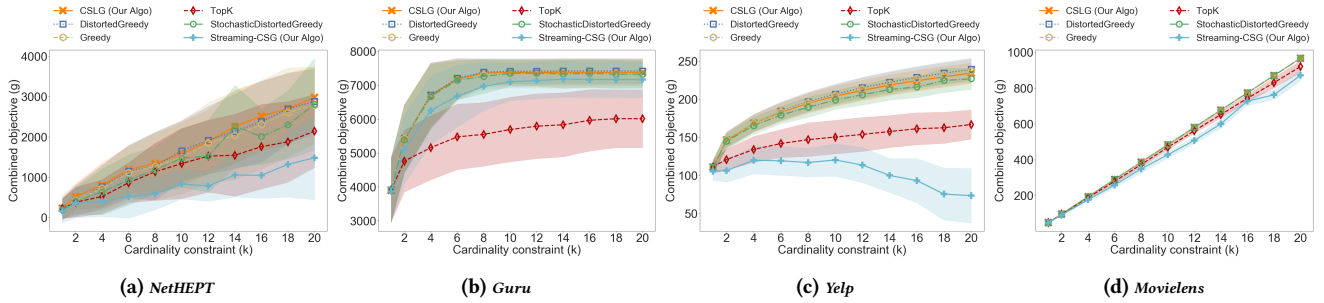 CSLG (Our Algo) TopK
DistortedGreedy StochasticDistortedGreedy
Greedy Streaming-CSG (Our Algo)
4000
3000
2000
1000
0
Combined objective (g)
2 4 6 8 10 12 14 16 18 20
Cardinality constraint (k)
(a) NetHEPT
CSLG (Our Algo) TopK
DistortedGreedy StochasticDistortedGreedy
Greedy Streaming-CSG (Our Algo)
8000
7000
6000
5000
4000
3000
Combined objective (g)
2 4 6 8 10 12 14 16 18 20
Cardinality constraint (k)
(b) Guru
CSLG (Our Algo) TopK
DistortedGreedy StochasticDistortedGreedy
Greedy Streaming-CSG (Our Algo)
250
200
150
100
50
Combined objective (g)
2 4 6 8 10 12 14 16 18 20
Cardinality constraint (k)
(c) Yelp
CSLG (Our Algo) TopK
DistortedGreedy StochasticDistortedGreedy
Greedy Streaming-CSG (Our Algo)
1000
800
600
400
200
Combined objective (g)
2 4 6 8 10 12 14 16 18 20
Cardinality constraint (k)
(d) Movielens